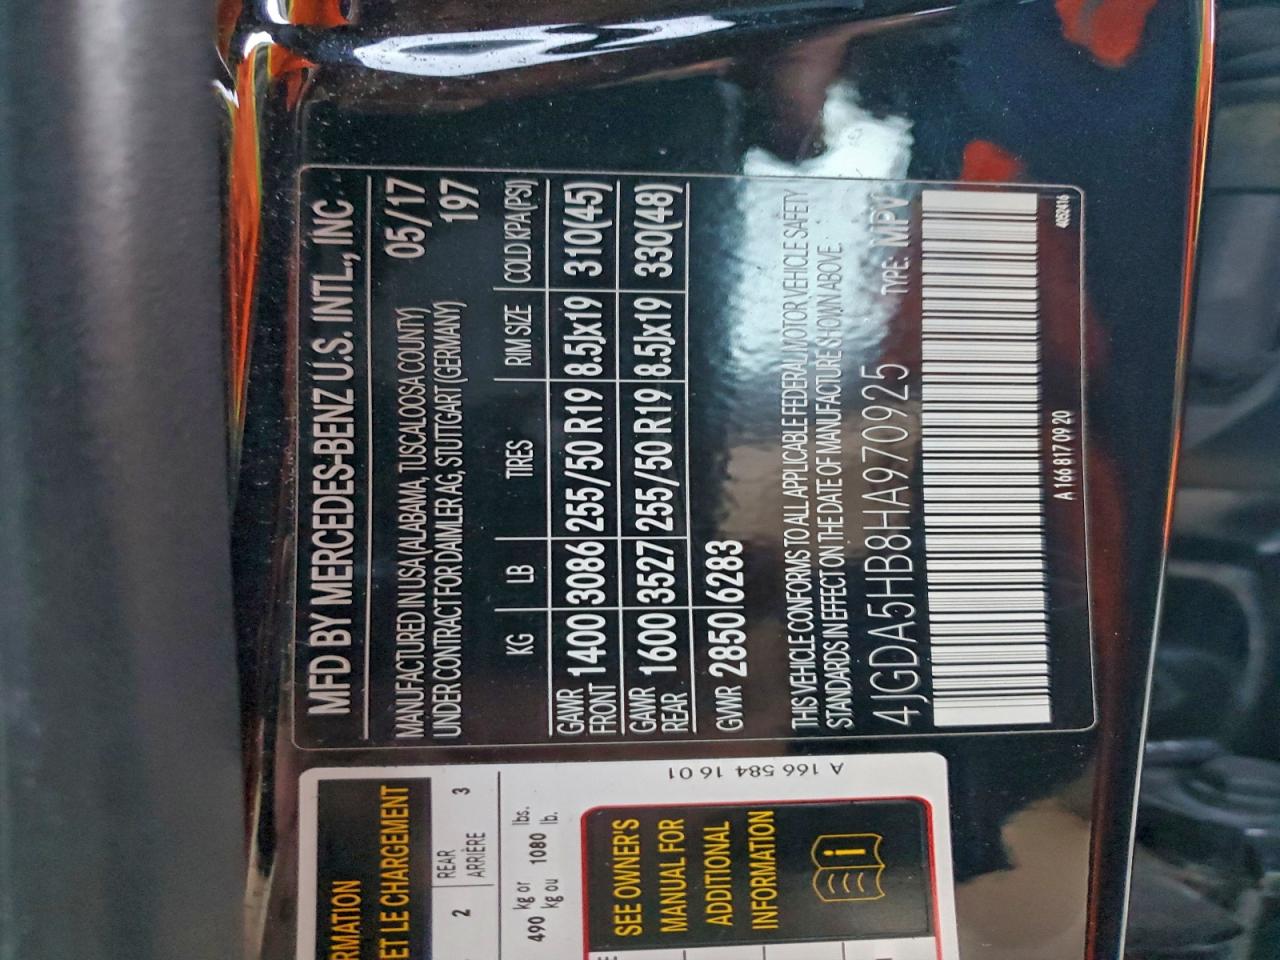 MFD BY MERCEDES-BENZ U.S. INTL., INC
05/17
MANUFACTURED IN USA (ALABAMA, TUSCALOOSA COUNTY)
UNDER CONTRACT FOR DAIMLER AG, STUTTGART (GERMANY)
197
KG LB TIRES RIM SIZE COLD KPA(PSI)
GAWR FRONT 1400 3086 255/50 R19 8.5Jx19 310(45)
GAWR REAR 1600 3527 255/50 R19 8.5Jx19 330(48)
GVWR 2850 6283
THIS VEHICLE CONFORMS TO ALL APPLICABLE FEDERAL MOTOR VEHICLE SAFETY
STANDARDS IN EFFECT ON THE DATE OF MANUFACTURE SHOWN ABOVE.
4JGDA5HB8HA970925 TYPE: MPV
A 166 817 09 20
4052416
ET LE CHARGEMENT
2 REAR ARRIÈRE 3
490 kg or
kg ou 1080 lbs.
lb.
A 166 584 16 01
SEE OWNER'S
MANUAL FOR
ADDITIONAL
INFORMATION
i